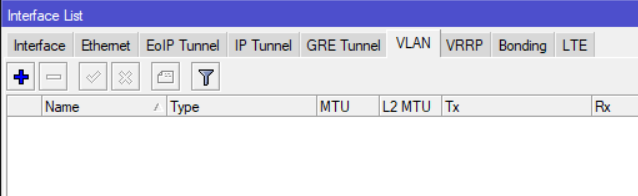 Interface List
Interface Ethernet EoIP Tunnel IP Tunnel GRE Tunnel VLAN VRRP Bonding LTE
Name Type MTU L2 MTU Tx Rx